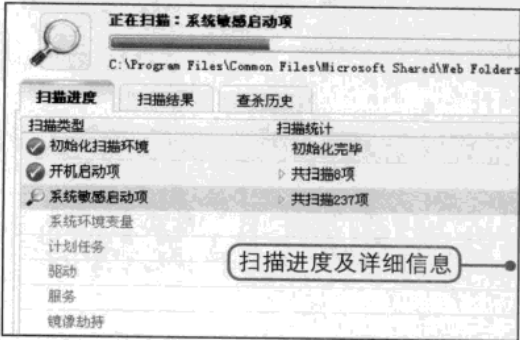 正在扫描：系统敏感启动项
C:\Program Files\Common Files\Microsoft Shared\Web Folders
扫描进度 扫描结果 查杀历史
扫描类型 扫描统计
初始化扫描环境 初始化完毕
开机启动项 共扫描8项
系统敏感启动项 共扫描237项
系统环境变量
计划任务
驱动
服务
镜像劫持
扫描进度及详细信息